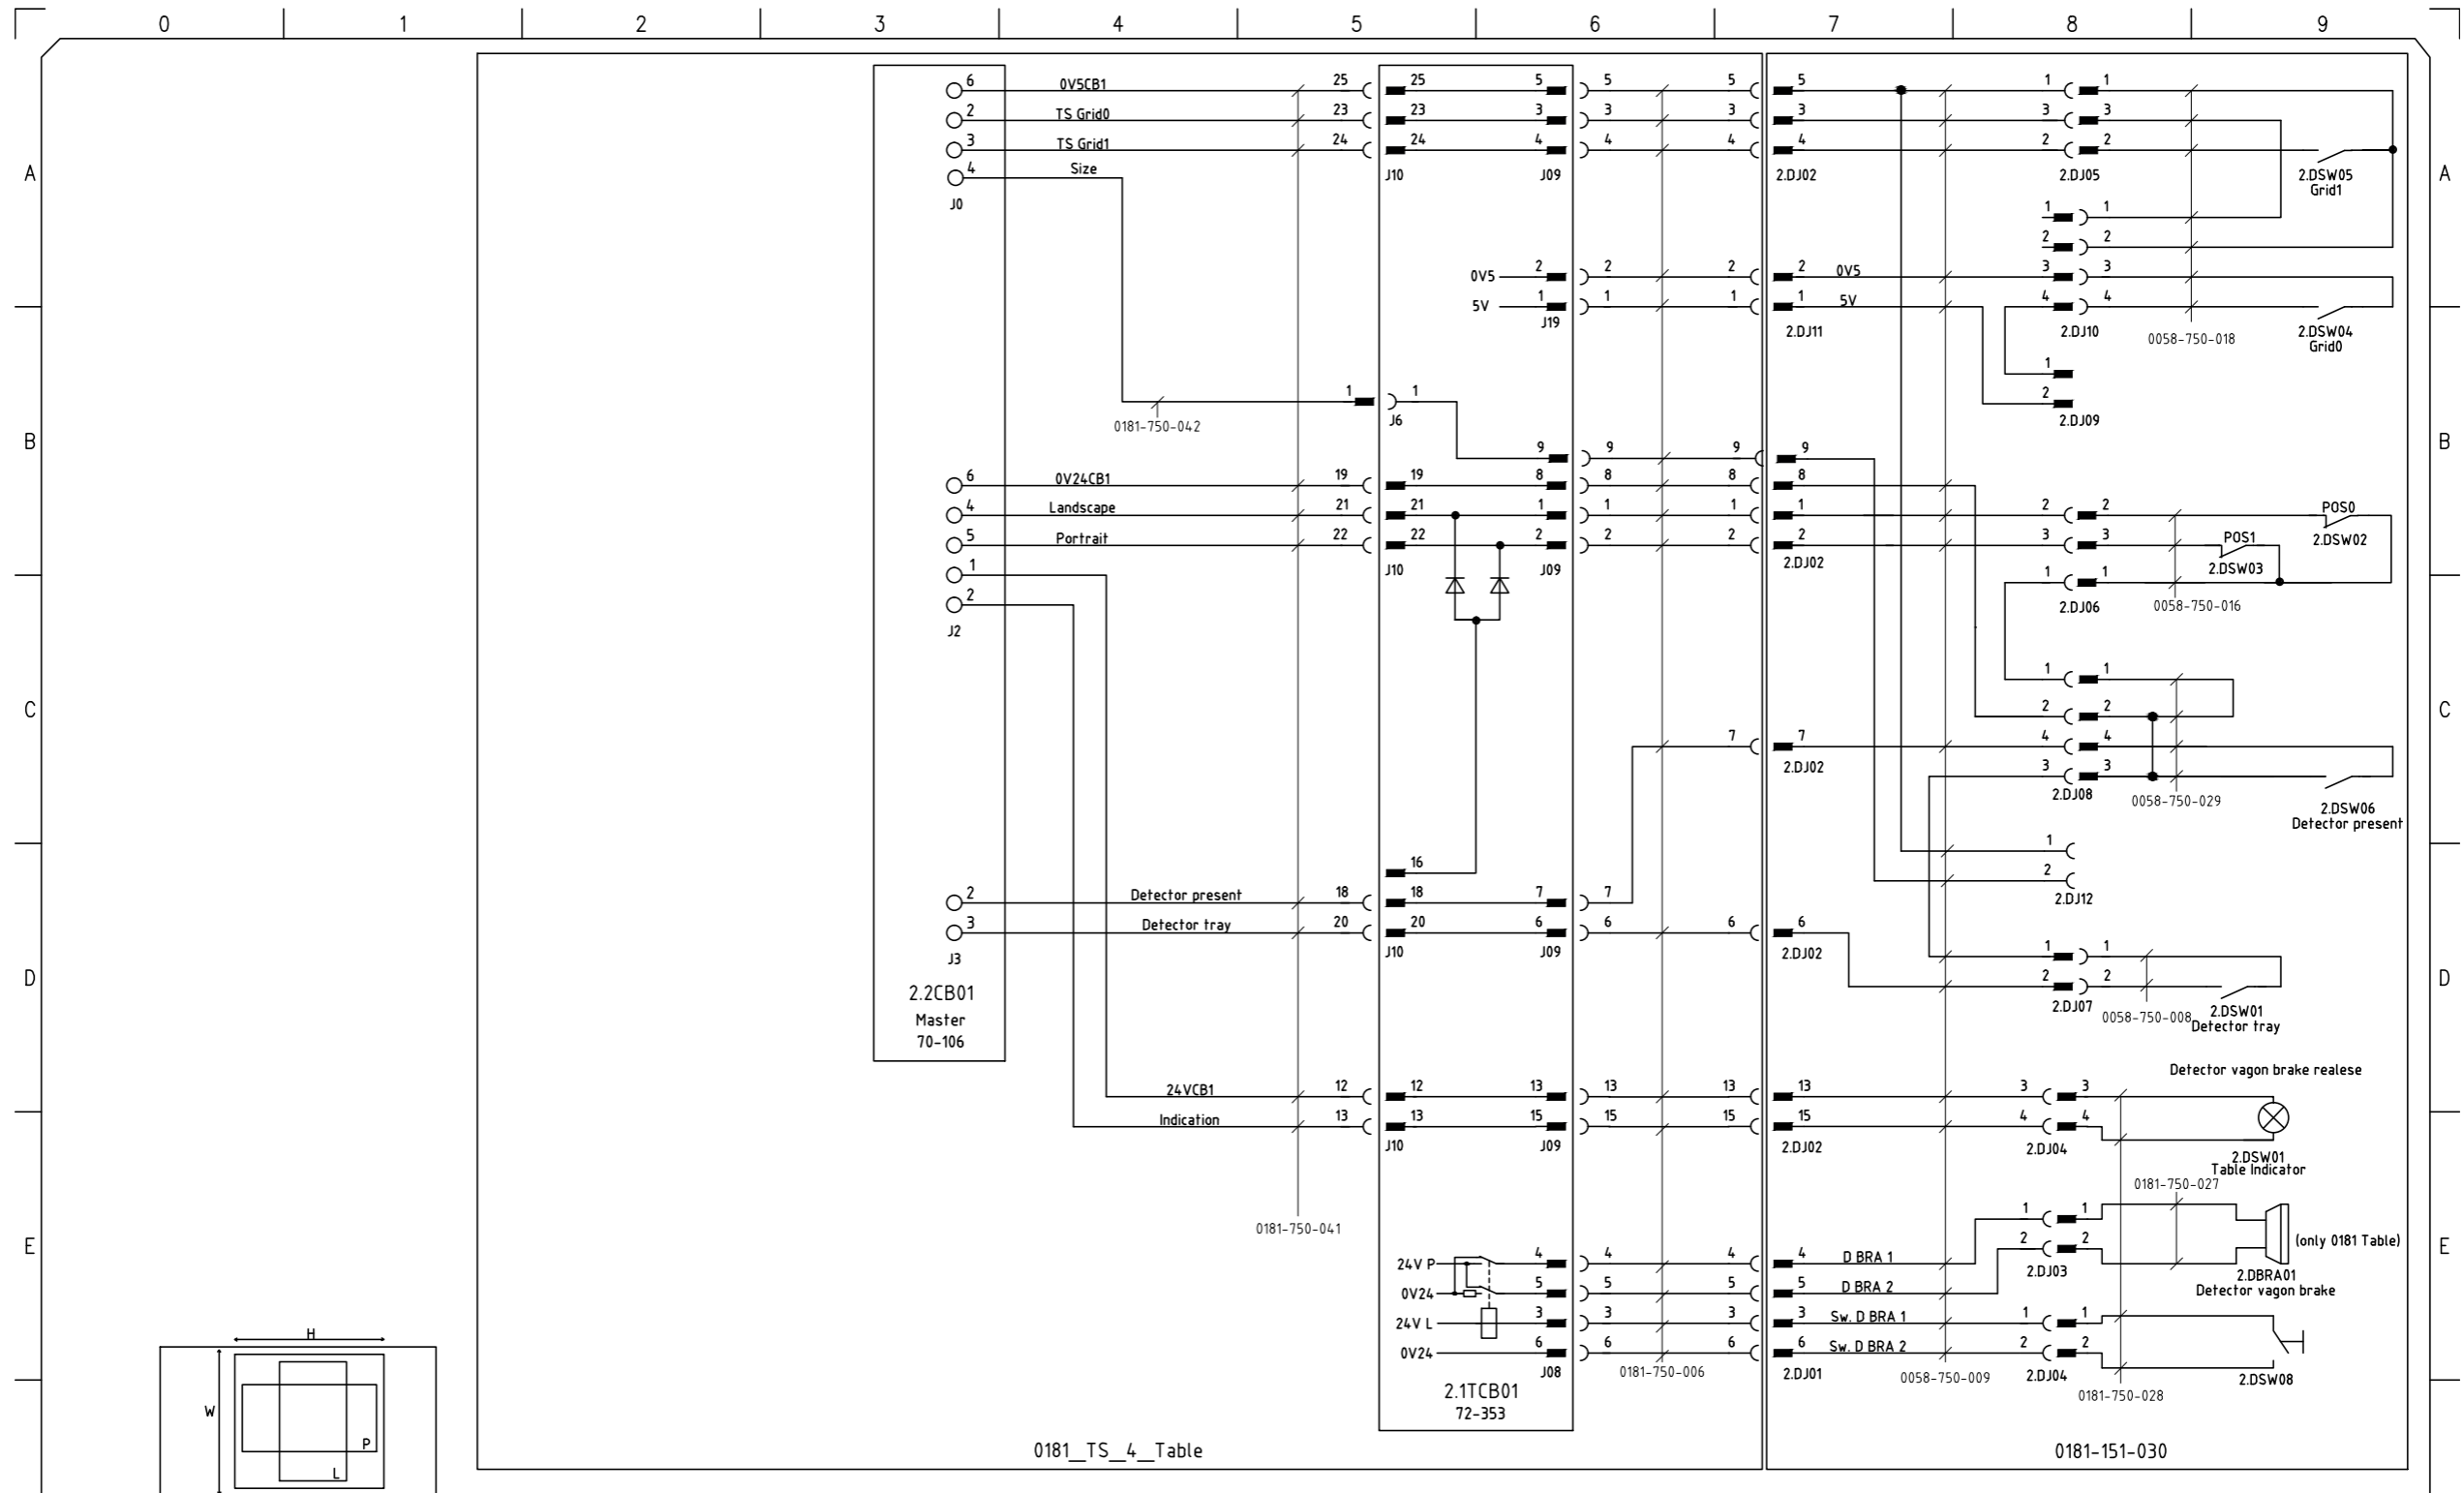 0 1 2 3 4 5 6 7 8 9
6 0V5CB1 25 25 5 5 5 5 1 1
2 TS Grid0 23 23 3 3 3 3 3 3
3 TS Grid1 24 24 4 4 4 4 2 2
4 Size
A J0 J10 J09 2.DJ02 2.DJ05 2.DSW05 A
Grid1
1 1
2 2
0V5 2 2 2 2 0V5 3 3
5V 1 1 1 1 5V 4 4
J19 2.DJ11 2.DJ10 0058-750-018 2.DSW04
Grid0
1
1 1 2
0181-750-042 J6 2.DJ09
B B
9 9 9 9
6 0V24CB1 19 19 8 8 8 8
4 Landscape 21 21 1 1 1 1 2 2 POS0
5 Portrait 22 22 2 2 2 2 3 3 POS1 2.DSW02
J10 J09 2.DJ02 2.DSW03
1 1 1
2 2.DJ06 0058-750-016
J2
1 1
C 2 2 C
7 7 4 4
2.DJ02 3 3
2.DJ08 0058-750-029 2.DSW06
Detector present
1
16 2
2 Detector present 18 18 7 7 2.DJ12
3 Detector tray 20 20 6 6 6 6
J3 J10 J09 2.DJ02 1 1
D 2 2 D
2.2CB01 2.DJ07 0058-750-008 2.DSW01
Master Detector tray
70-106
Detector vagon brake realese
24VCB1 12 12 13 13 13 13 3 3
Indication 13 13 15 15 15 15 4 4
J10 J09 2.DJ02 2.DJ04 2.DSW01
Table Indicator
0181-750-027
0181-750-041 1 1
E 2 2 (only 0181 Table) E
24V P 4 4 4 4 D BRA 1 2.DJ03 2.DBRA01
0V24 5 5 5 5 D BRA 2 Detector vagon brake
24V L 3 3 3 3 Sw. D BRA 1 1 1
0V24 6 6 6 6 Sw. D BRA 2 2 2
J08 0181-750-006 2.DJ01 0058-750-009 2.DJ04 0181-750-028 2.DSW08
2.1TCB01
72-353
H
W
P
L
0181_TS_4_Table 0181-151-030